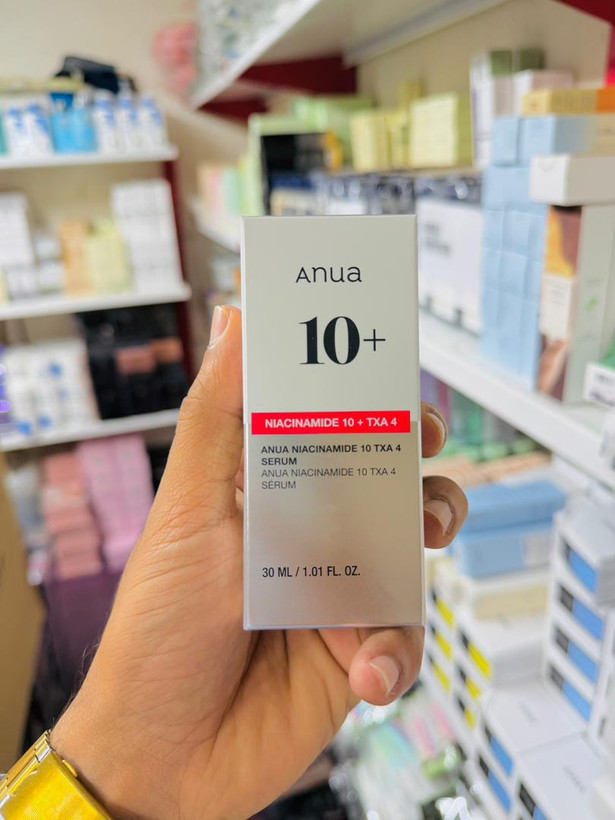 Anua
10+
NIACINAMIDE 10 + TXA 4
ANUA NIACINAMIDE 10 TXA 4
SERUM
ANUA NIACINAMIDE 10 TXA 4
SÉRUM
30 ML / 1.01 FL. OZ.